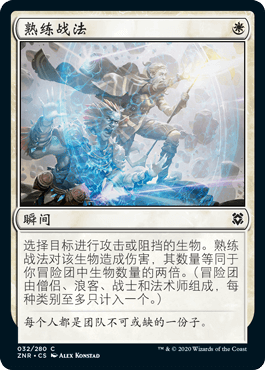 熟练战法
瞬间
选择目标进行攻击或阻挡的生物。熟练
战法对该生物造成伤害，其数量等同于
你冒险团中生物数量的两倍。（冒险团
由僧侣、浪客、战士和法术师组成，每
种类别至多只计入一个。）
每个人都是团队不可或缺的一份子。
032/280 C
ZNR • CS ALEX KONSTAD
™ & © 2020 Wizards of the Coast